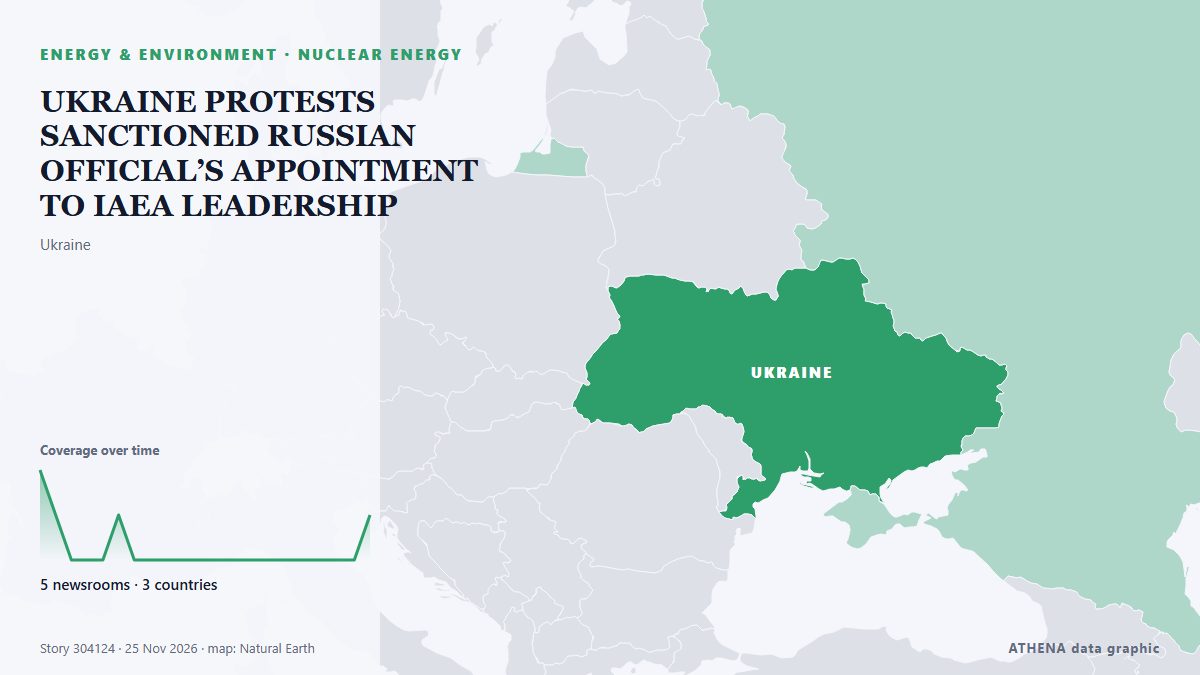 ENERGY & ENVIRONMENT · NUCLEAR ENERGY
UKRAINE PROTESTS
SANCTIONED RUSSIAN
OFFICIAL’S APPOINTMENT
TO IAEA LEADERSHIP
Ukraine
UKRAINE
Coverage over time
5 newsrooms · 3 countries
Story 304124 · 25 Nov 2026 · map: Natural Earth
ATHENA data graphic